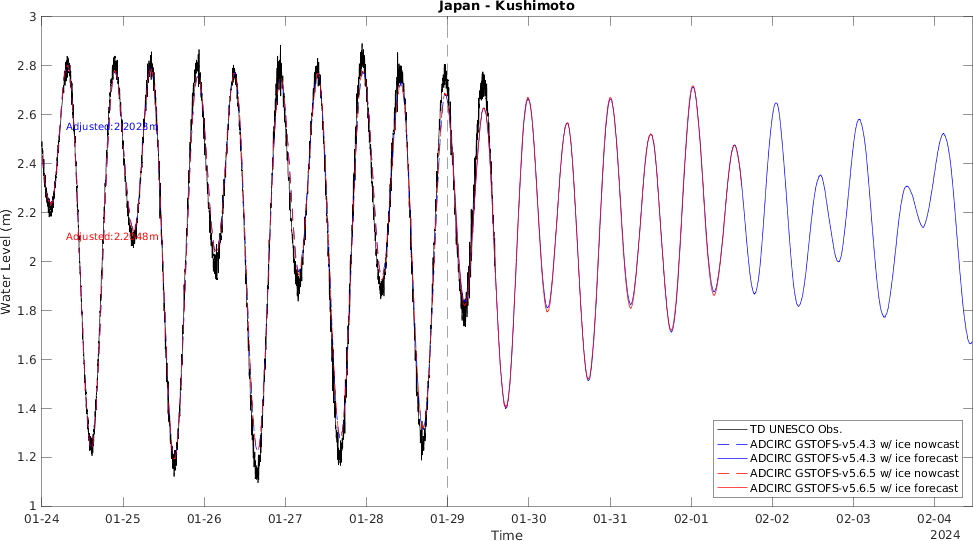 Japan - Kushimoto
3
2.8
2.6
2.4
2.2
2
1.8
1.6
1.4
1.2
1
Water Level (m)
Adjusted:2.2023m
TD UNESCO Obs.
ADCIRC GSTOFS-v5.4.3 w/ ice nowcast
ADCIRC GSTOFS-v5.4.3 w/ ice forecast
ADCIRC GSTOFS-v5.6.5 w/ ice nowcast
ADCIRC GSTOFS-v5.6.5 w/ ice forecast
01-24 01-25 01-26 01-27 01-28 01-29 01-30 01-31 02-01 02-02 02-03 02-04
Time
2024